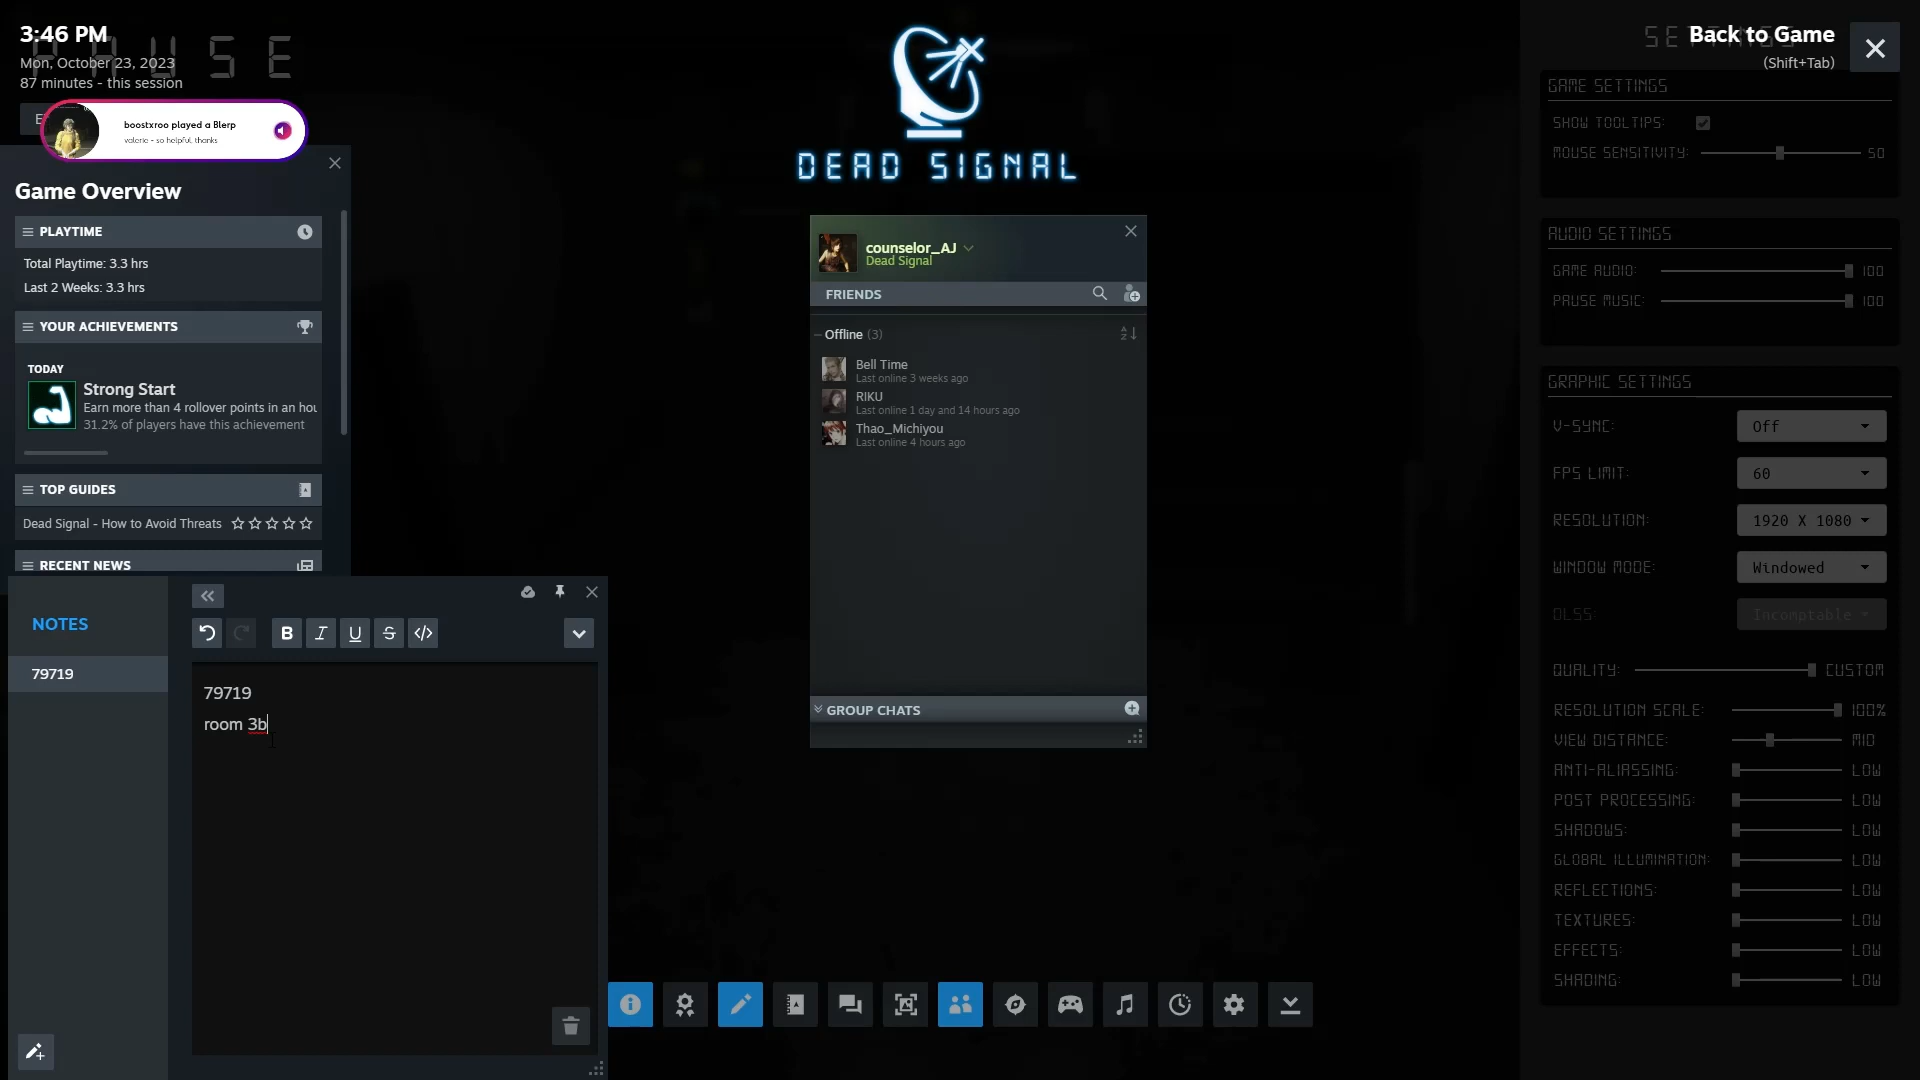 3:46 PM
PAUSE
Mon, October 23, 2023
87 minutes - this session
E
boostxroo played a Blerp
valerie - so helpful, thanks
Game Overview
PLAYTIME
Total Playtime: 3.3 hrs
Last 2 Weeks: 3.3 hrs
YOUR ACHIEVEMENTS
TODAY
Strong Start
Earn more than 4 rollover points in an hou
31.2% of players have this achievement
TOP GUIDES
Dead Signal - How to Avoid Threats
RECENT NEWS
NOTES
79719
B I U S </>
79719
room 3b
DEAD SIGNAL
counselor_AJ
Dead Signal
FRIENDS
Offline (3)
Bell Time
Last online 3 weeks ago
RIKU
Last online 1 day and 14 hours ago
Thao_Michiyou
Last online 4 hours ago
GROUP CHATS
SETTINGS
Back to Game
(Shift+Tab)
GAME SETTINGS
SHOW TOOLTIPS:
MOUSE SENSITIVITY: 50
AUDIO SETTINGS
GAME AUDIO: 100
PAUSE MUSIC: 100
GRAPHIC SETTINGS
V-SYNC: Off
FPS LIMIT: 60
RESOLUTION: 1920 X 1080
WINDOW MODE: Windowed
DLSS: Incomptable
QUALITY: CUSTOM
RESOLUTION SCALE: 100%
VIEW DISTANCE: MID
ANTI-ALIASSING: LOW
POST PROCESSING: LOW
SHADOWS: LOW
GLOBAL ILLUMINATION: LOW
REFLECTIONS: LOW
TEXTURES: LOW
EFFECTS: LOW
SHADING: LOW